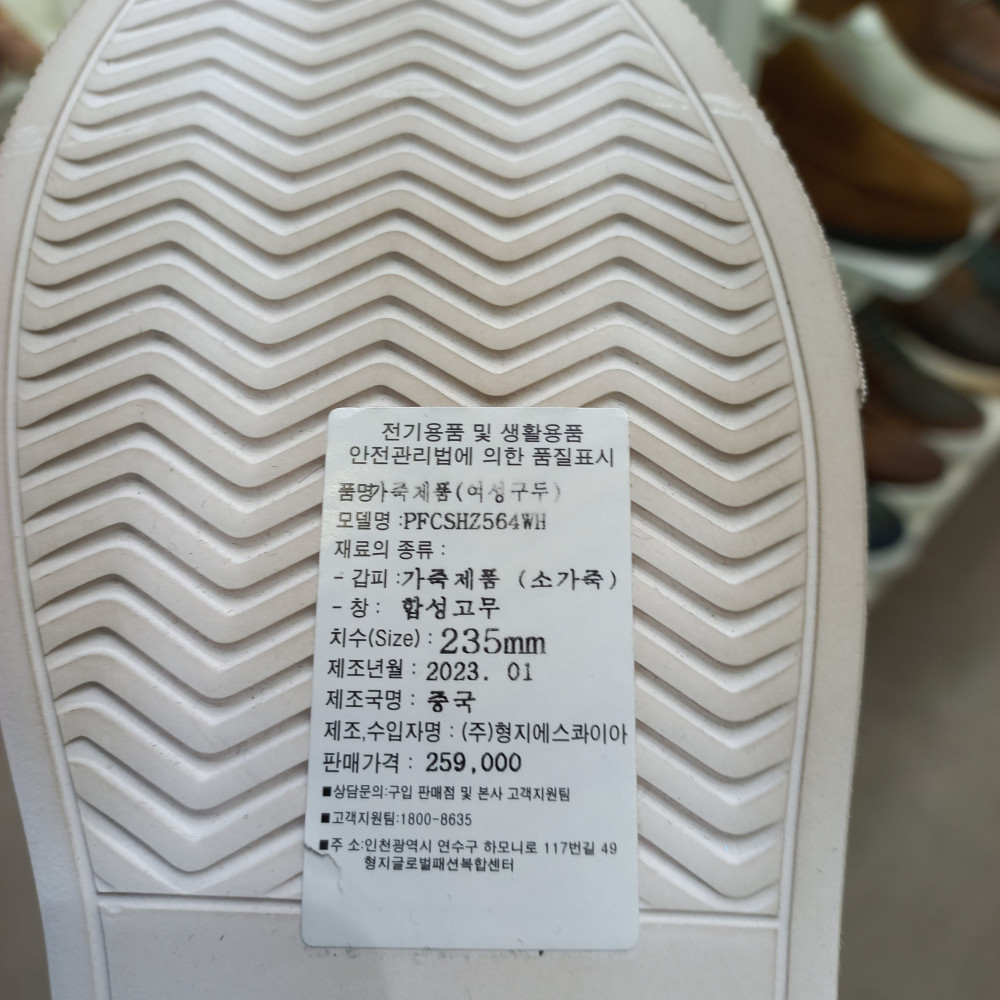 전기용품 및 생활용품
안전관리법에 의한 품질표시
품명가죽제품(여성구두)
모델명 :PFCSHZ564WH
재료의 종류 :
- 갑피 :가죽제품 (소가죽)
- 창 : 합성고무
치수(Size) : 235mm
제조년월 : 2023. 01
제조국명 : 중국
제조,수입자명 : (주)형지에스콰이아
판매가격 : 259,000
■상담문의:구입 판매점 및 본사 고객지원팀
■고객지원팀:1800-8635
■주 소:인천광역시 연수구 하모니로 117번길 49
형지글로벌패션복합센터